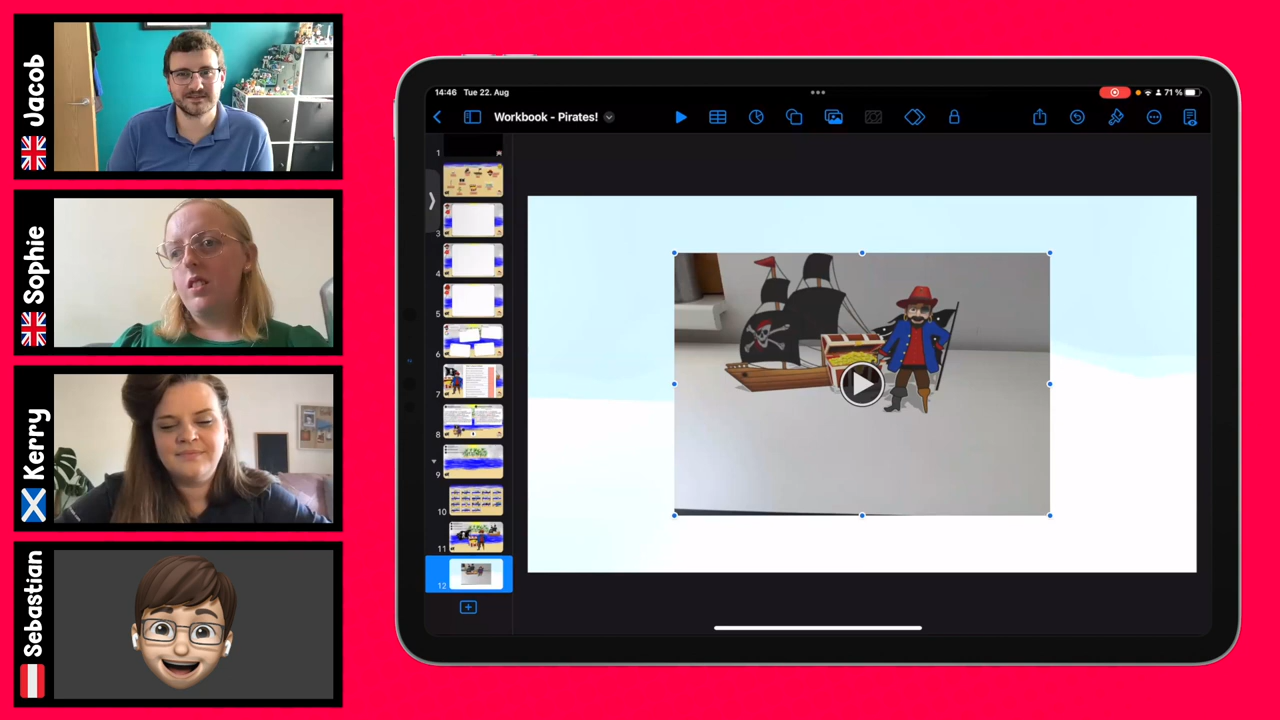 Jacob
Sophie
Kerry
Sebastian
14:46 Tue 22. Aug
71 %
Workbook - Pirates!
1
3
4
5
6
7
8
9
10
11
12